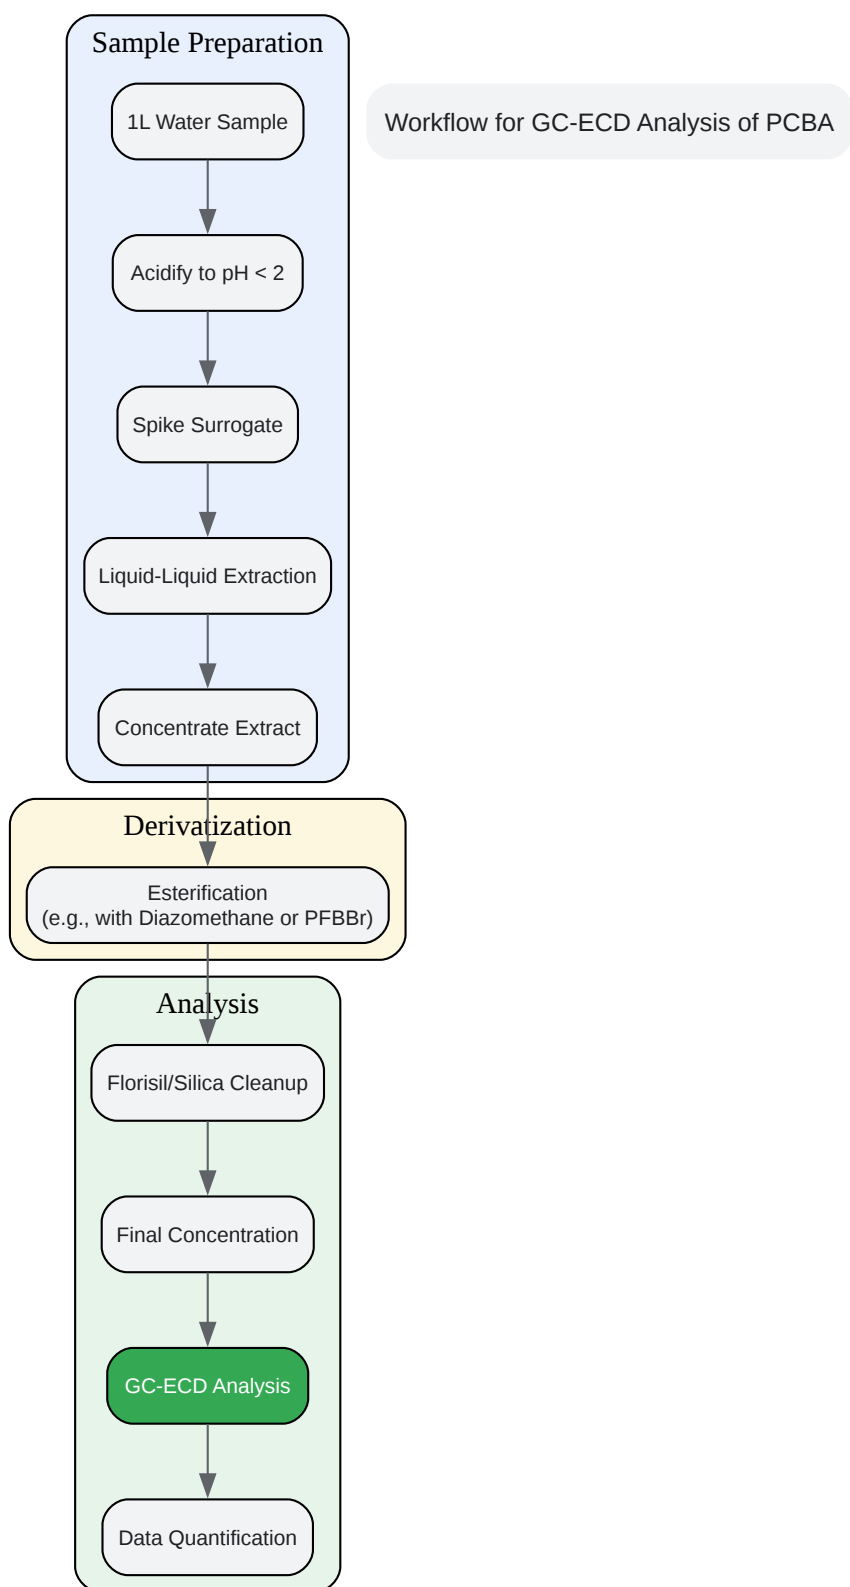 Sample Preparation
1L Water Sample
Workflow for GC-ECD Analysis of PCBA
Acidify to pH < 2
Spike Surrogate
Liquid-Liquid Extraction
Concentrate Extract
Derivatization
Esterification
(e.g., with Diazomethane or PFBBr)
Analysis
Florisil/Silica Cleanup
Final Concentration
GC-ECD Analysis
Data Quantification